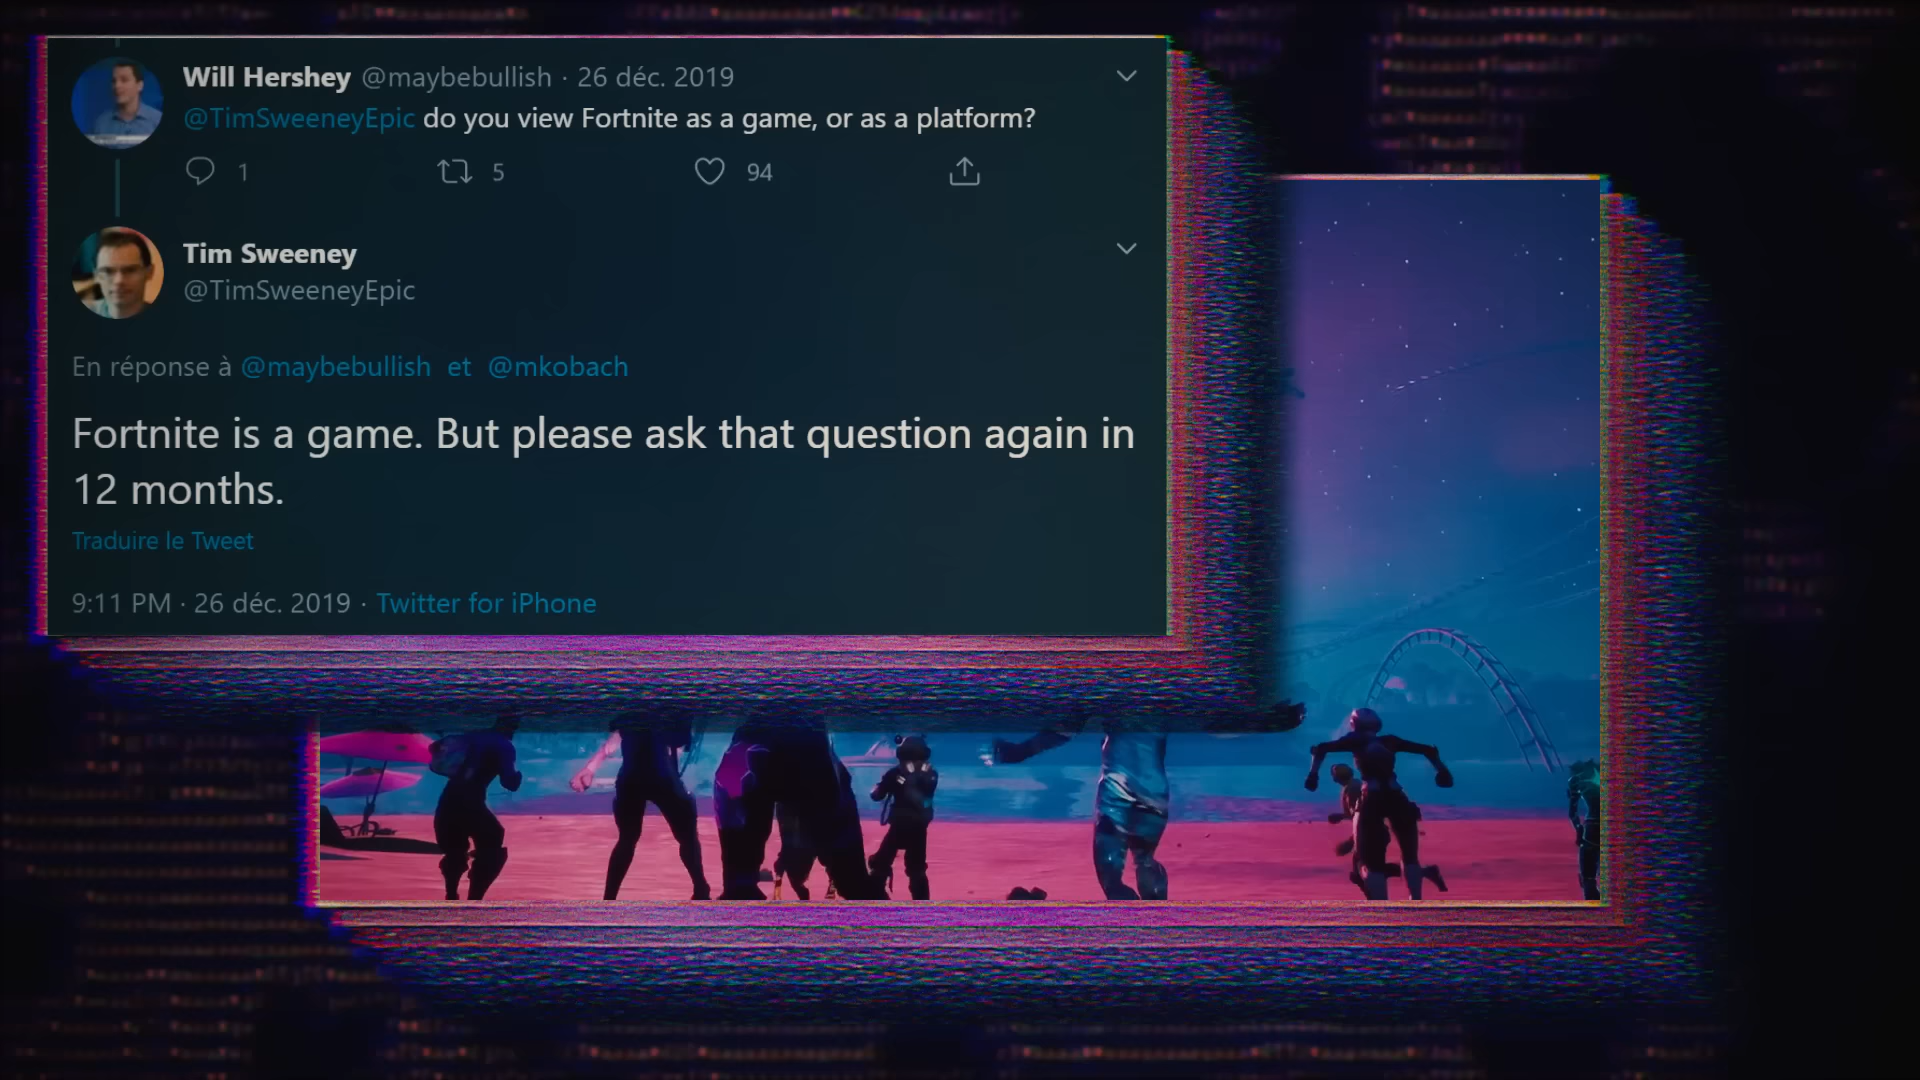 Will Hershey @maybebullish · 26 déc. 2019
@TimSweeneyEpic do you view Fortnite as a game, or as a platform?
1 5 94
Tim Sweeney
@TimSweeneyEpic
En réponse à @maybebullish et @mkobach
Fortnite is a game. But please ask that question again in
12 months.
Traduire le Tweet
9:11 PM · 26 déc. 2019 · Twitter for iPhone